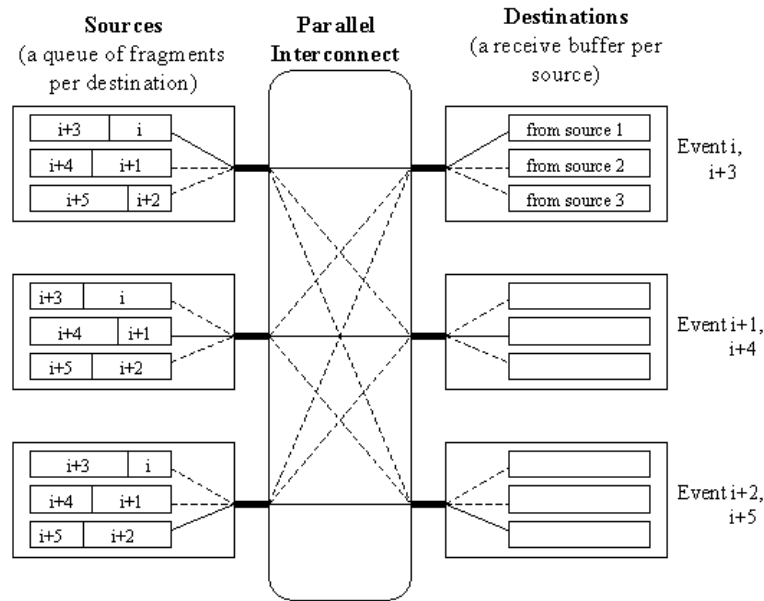 Sources
(a queue of fragments
per destination)
Parallel
Interconnect
Destinations
(a receive buffer per
source)
i+3 i
i+4 i+1
i+5 i+2
from source 1
from source 2
from source 3
Event i,
i+3
i+3 i
i+4 i+1
i+5 i+2
Event i+1,
i+4
i+3 i
i+4 i+1
i+5 i+2
Event i+2,
i+5